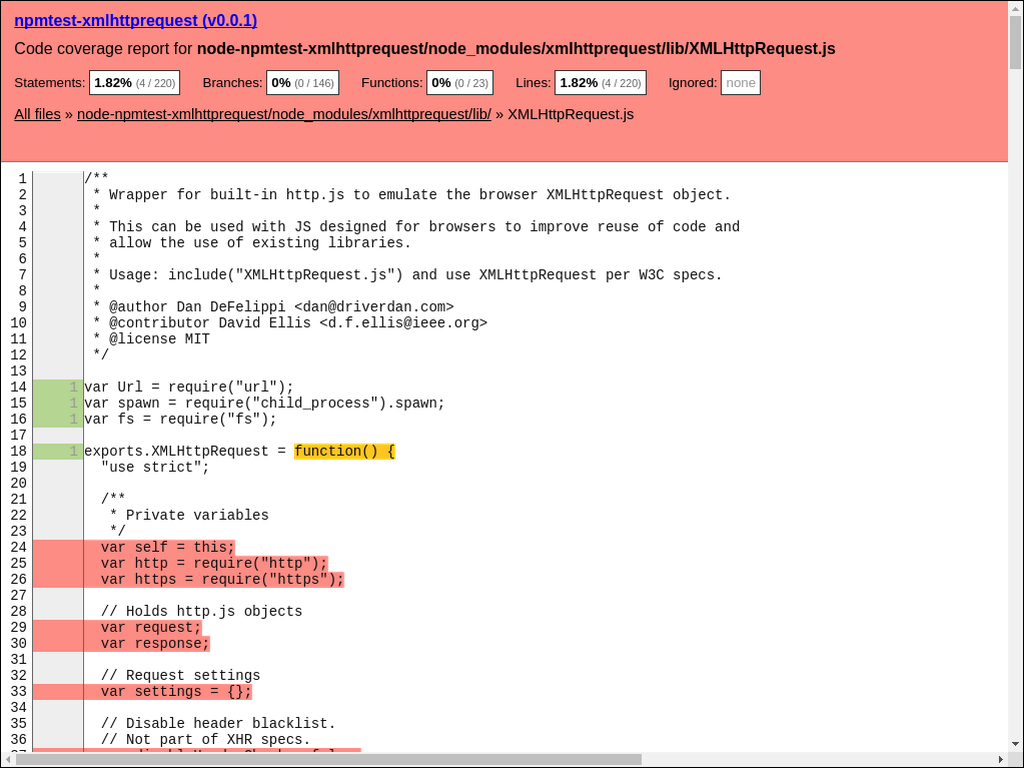 npmtest-xmlhttprequest (v0.0.1)
Code coverage report for node-npmtest-xmlhttprequest/node_modules/xmlhttprequest/lib/XMLHttpRequest.js
Statements: 1.82% (4 / 220) Branches: 0% (0 / 146) Functions: 0% (0 / 23) Lines: 1.82% (4 / 220) Ignored: none
All files » node-npmtest-xmlhttprequest/node_modules/xmlhttprequest/lib/ » XMLHttpRequest.js
1 /**
2 * Wrapper for built-in http.js to emulate the browser XMLHttpRequest object.
3 *
4 * This can be used with JS designed for browsers to improve reuse of code and
5 * allow the use of existing libraries.
6 *
7 * Usage: include("XMLHttpRequest.js") and use XMLHttpRequest per W3C specs.
8 *
9 * @author Dan DeFelippi <dan@driverdan.com>
10 * @contributor David Ellis <d.f.ellis@ieee.org>
11 * @license MIT
12 */
13
14 1 var Url = require("url");
15 1 var spawn = require("child_process").spawn;
16 1 var fs = require("fs");
17
18 1 exports.XMLHttpRequest = function() {
19 "use strict";
20
21 /**
22 * Private variables
23 */
24 var self = this;
25 var http = require("http");
26 var https = require("https");
27
28 // Holds http.js objects
29 var request;
30 var response;
31
32 // Request settings
33 var settings = {};
34
35 // Disable header blacklist.
36 // Not part of XHR specs.